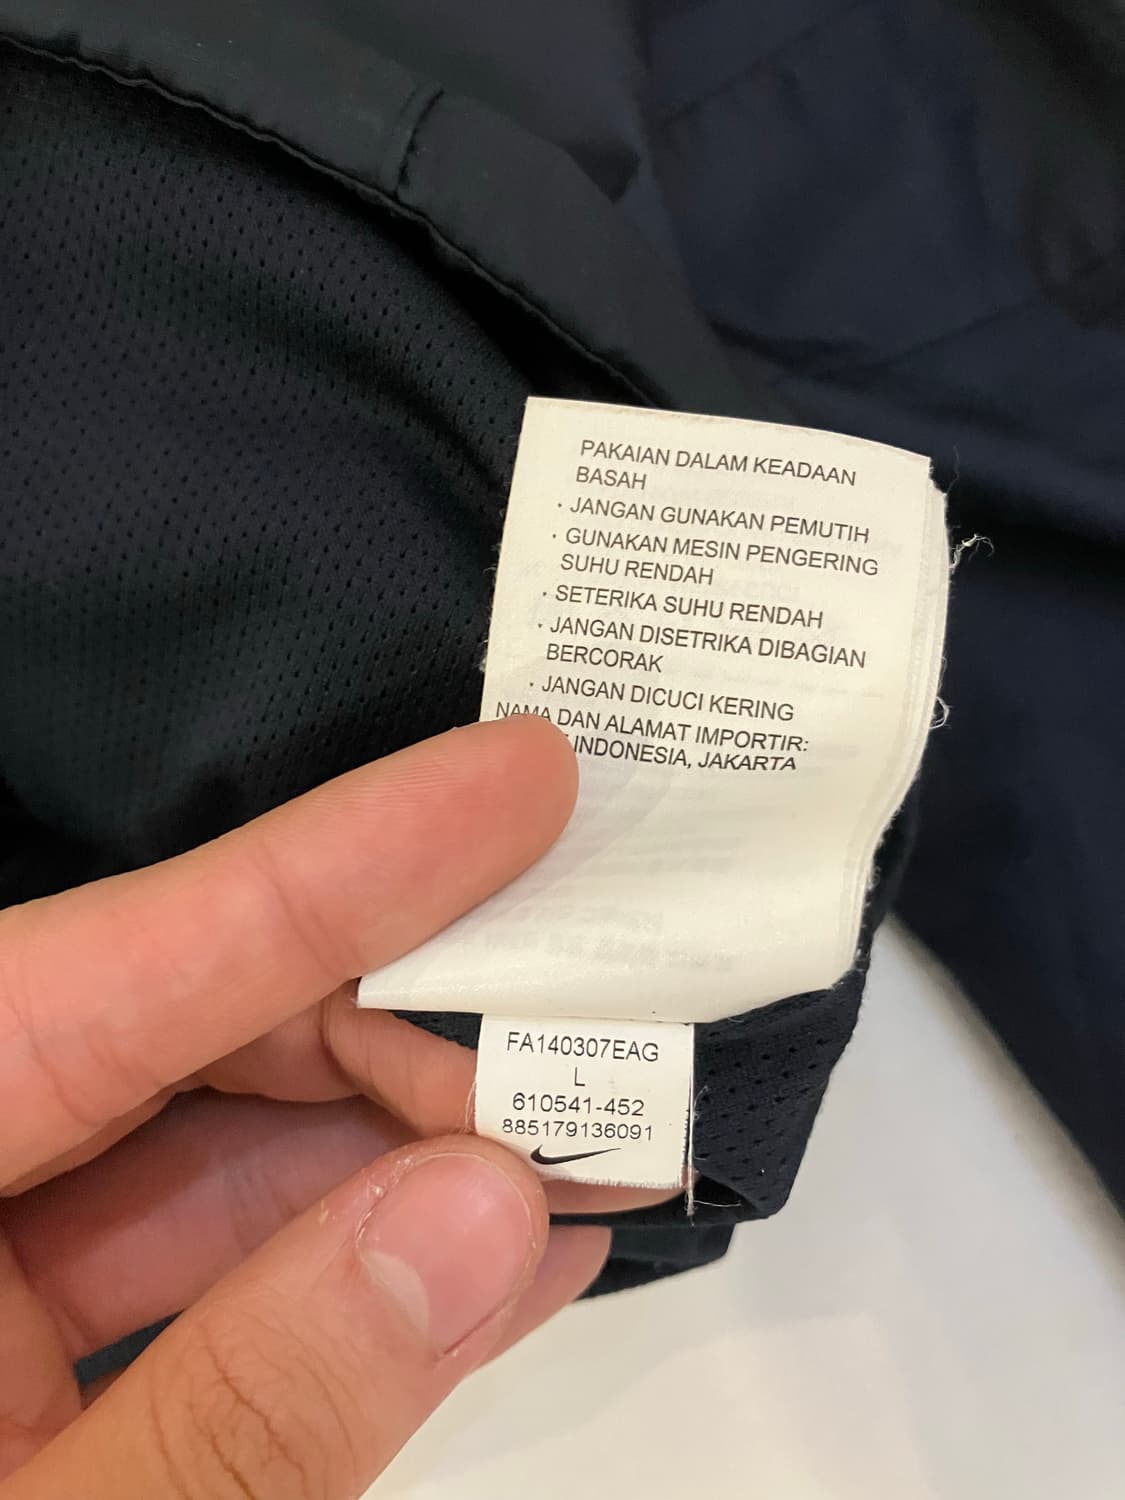 PAKAIAN DALAM KEADAAN
BASAH
· JANGAN GUNAKAN PEMUTIH
· GUNAKAN MESIN PENGERING
SUHU RENDAH
· SETERIKA SUHU RENDAH
· JANGAN DISETRIKA DIBAGIAN
BERCORAK
· JANGAN DICUCI KERING
NAMA DAN ALAMAT IMPORTIR:
INDONESIA, JAKARTA
FA140307EAG
L
610541-452
885179136091